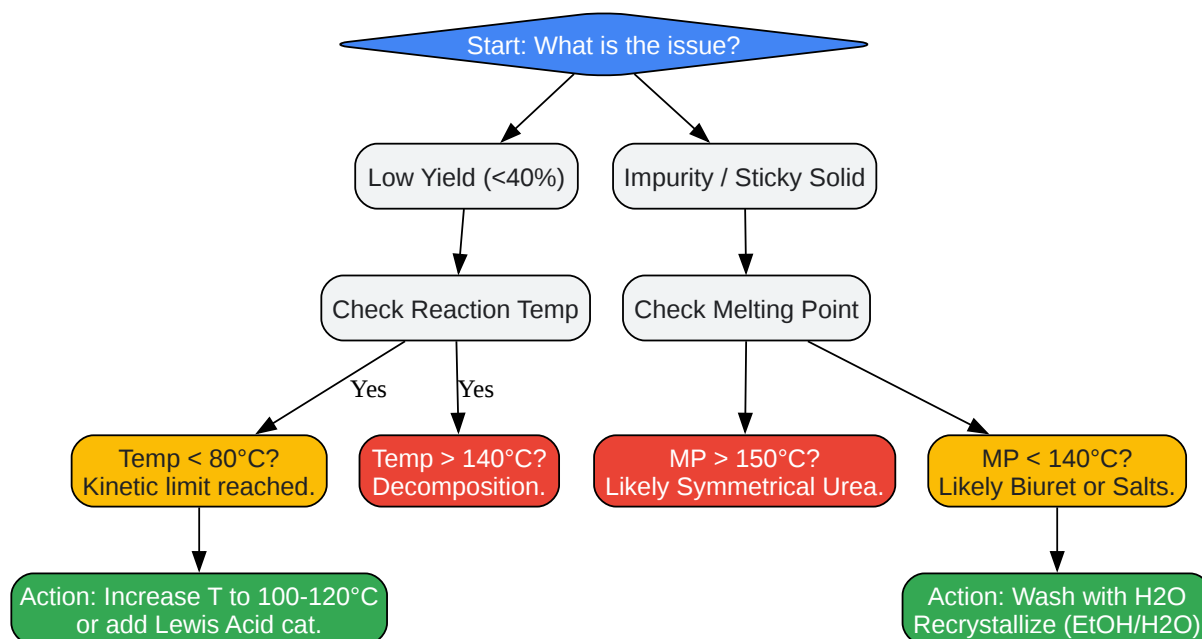 Start: What is the issue?
Low Yield (<40%)
Impurity / Sticky Solid
Check Reaction Temp
Check Melting Point
Yes
Yes
Temp < 80°C?
Kinetic limit reached.
Temp > 140°C?
Decomposition.
MP > 150°C?
Likely Symmetrical Urea.
MP < 140°C?
Likely Biuret or Salts.
Action: Increase T to 100-120°C
or add Lewis Acid cat.
Action: Wash with H2O
Recrystallize (EtOH/H2O)